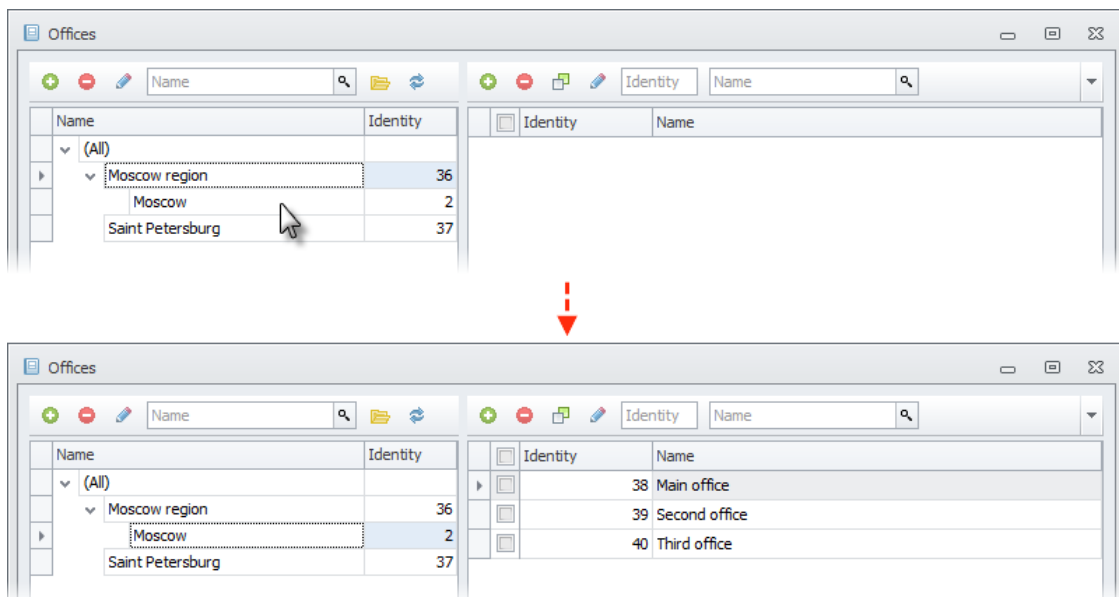 Offices
Name Identity Name
Name Identity Identity Name
(All)
Moscow region 36
Moscow 2
Saint Petersburg 37
Offices
Name Identity Name
Name Identity Identity Name
(All) 38 Main office
Moscow region 36 39 Second office
Moscow 2 40 Third office
Saint Petersburg 37